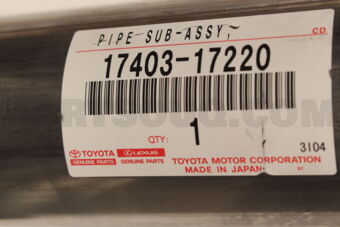 PIPE SUB-ASSY,
CD
17403-17220
QTY: 1
3104
TOYOTA LEXUS
GENUINE PARTS GENUINE PARTS
TOYOTA MOTOR CORPORATION
MADE IN JAPAN